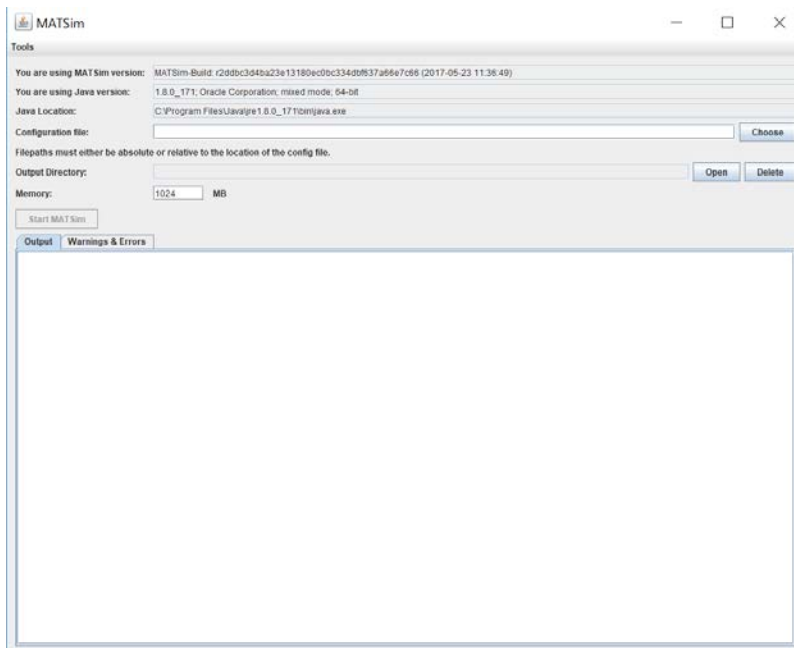 MATSim
Tools
You are using MATSim version: MATSim-Build: r2ddbc3d4ba23e13180ec0bc334dbf637a66e7c66 (2017-05-23 11:36:49)
You are using Java version: 1.8.0_171; Oracle Corporation; mixed mode; 64-bit
Java Location: C:\Program Files\Java\jre1.8.0_171\bin\java.exe
Configuration file: Choose
Filepaths must either be absolute or relative to the location of the config file.
Output Directory: Open Delete
Memory: 1024 MB
Start MATSim
Output Warnings & Errors